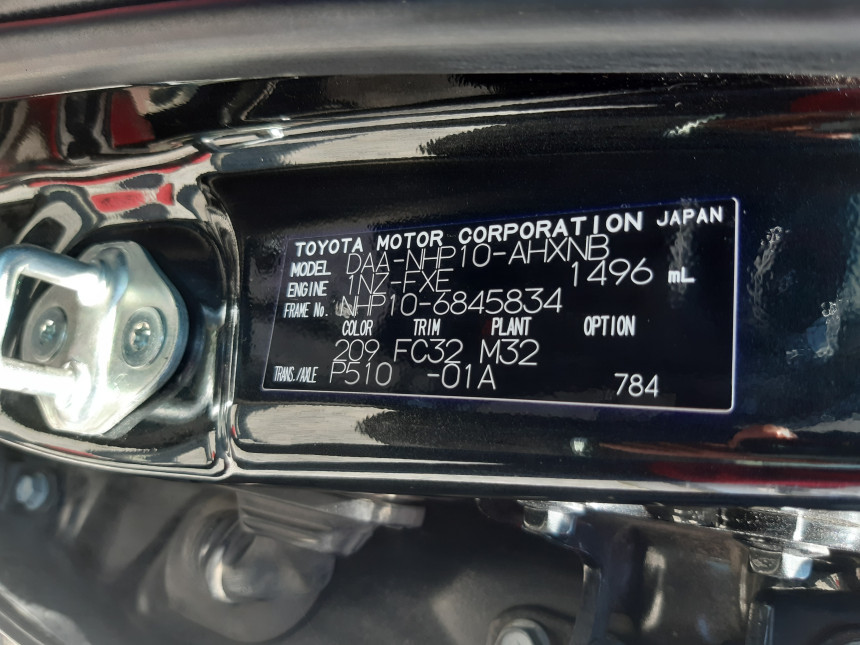 TOYOTA MOTOR CORPORATION JAPAN
MODEL DAA-NHP10-AHXNB
ENGINE 1NZ-FXE 1496 mL
FRAME No. NHP10-6845834
COLOR TRIM PLANT OPTION
209 FC32 M32
TRANS./AXLE P510 -01A 784